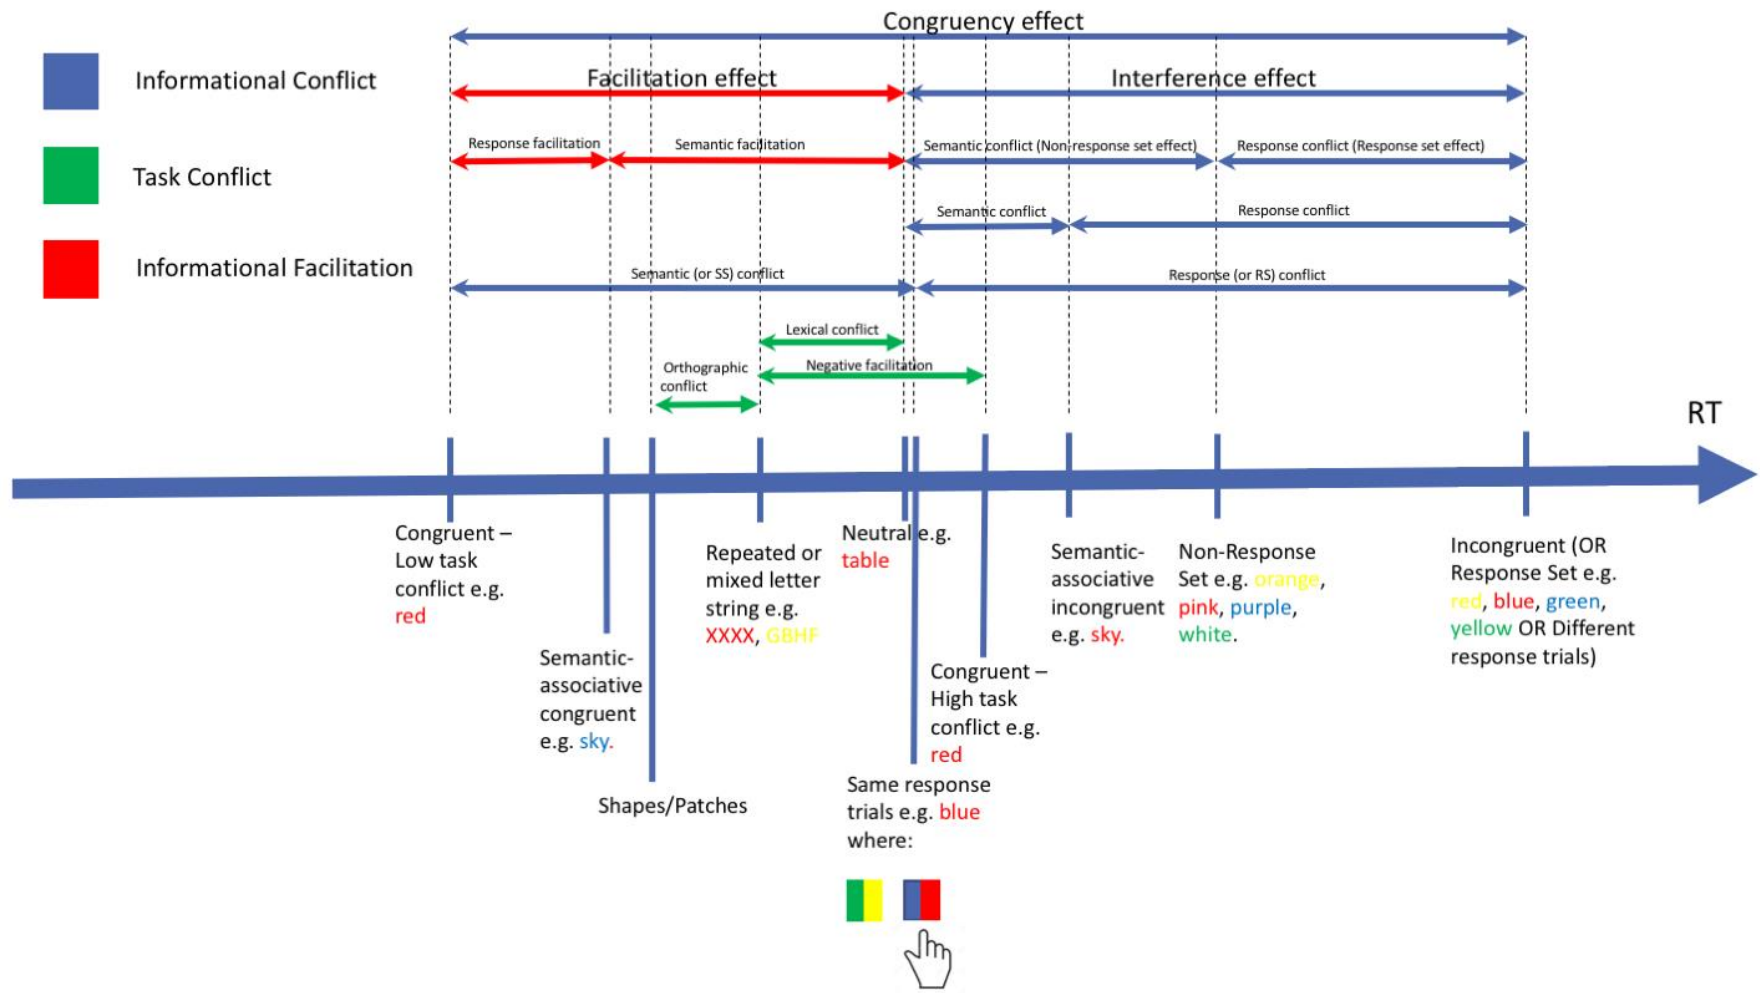 Congruency effect
Informational Conflict
Facilitation effect
Interference effect
Response facilitation
Semantic facilitation
Semantic conflict (Non-response set effect)
Response conflict (Response set effect)
Task Conflict
Semantic conflict
Response conflict
Informational Facilitation
Semantic (or SS) conflict
Response (or RS) conflict
Lexical conflict
Orthographic
conflict
Negative facilitation
RT
Congruent –
Low task
conflict e.g.
red
Semantic-
associative
congruent
e.g. sky.
Shapes/Patches
Repeated or
mixed letter
string e.g.
XXXX, GBHF
Neutral e.g.
table
Same response
trials e.g. blue
where:
Congruent –
High task
conflict e.g.
red
Semantic-
associative
incongruent
e.g. sky.
Non-Response
Set e.g. orange,
pink, purple,
white.
Incongruent (OR
Response Set e.g.
red, blue, green,
yellow OR Different
response trials)